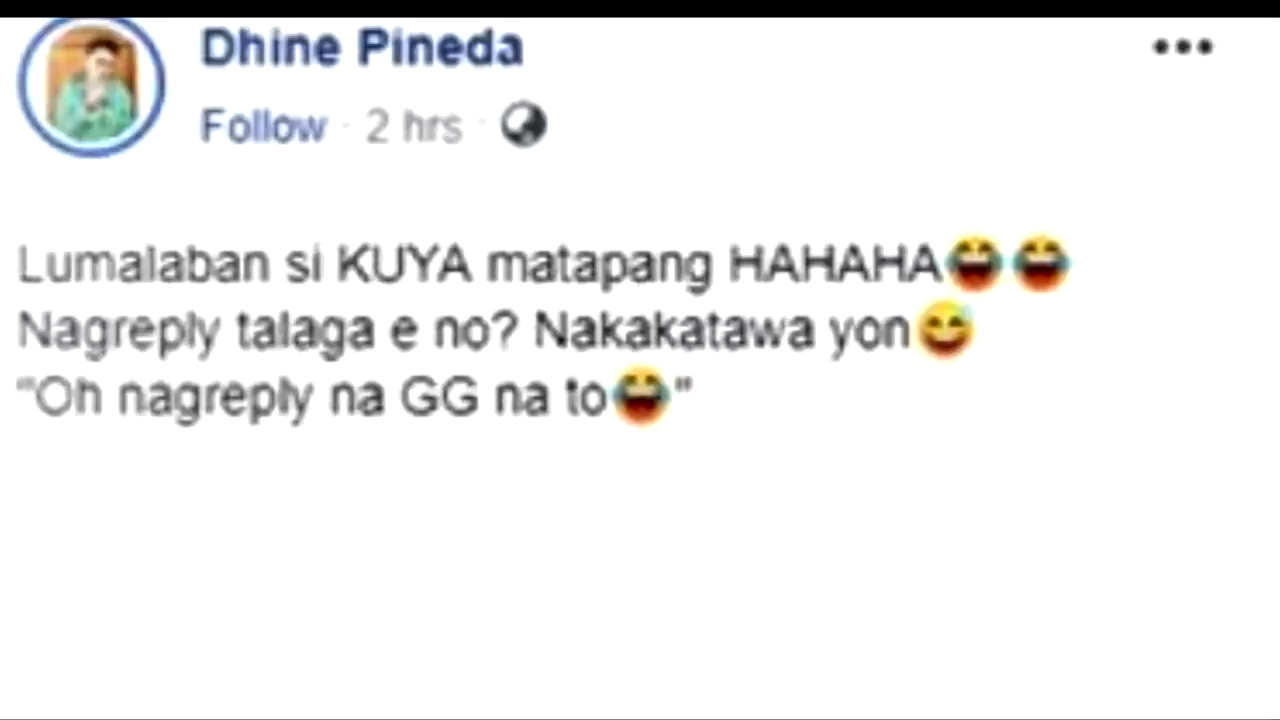 Dhine Pineda
Follow · 2 hrs ·
Lumalaban si KUYA matapang HAHAHA😂😂
Nagreply talaga e no? Nakakatawa yon😅
"Oh nagreply na GG na to😂"